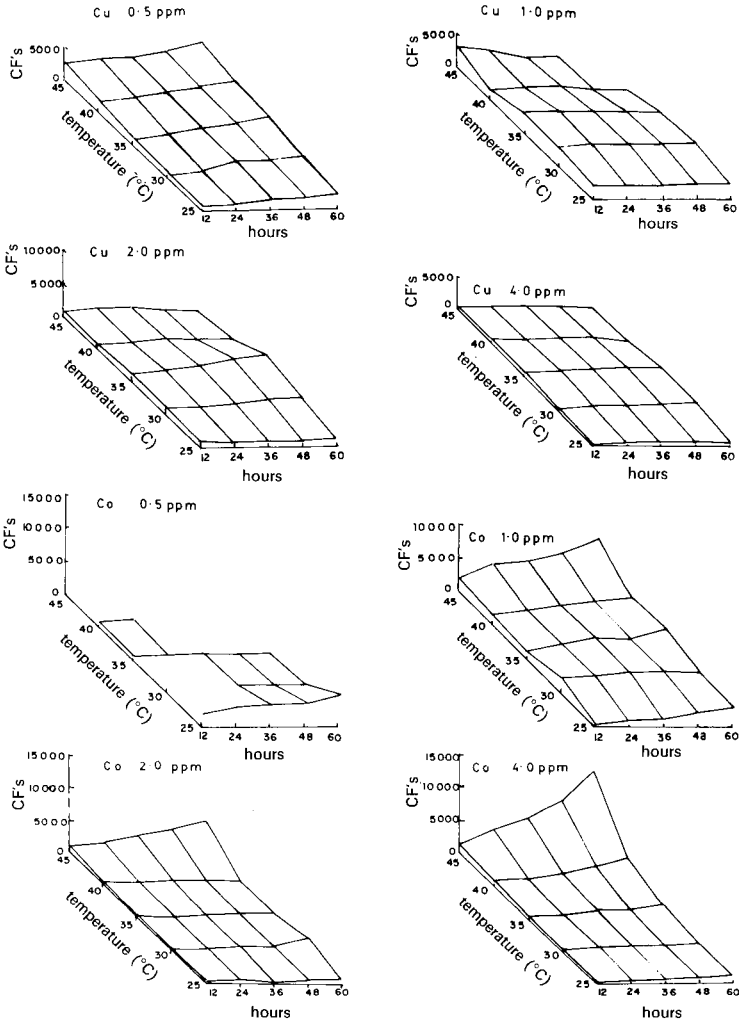 Cu 0·5 ppm
CF's
5000
0
45
40
35
30
25
temperature (°C)
12 24 36 48 60
hours
Cu 1·0 ppm
CF's
5000
0
45
40
35
30
25
temperature (°C)
12 24 36 48 60
hours
Cu 2·0 ppm
CF's
10000
5000
0
45
40
35
30
25
temperature (°C)
12 24 36 48 60
hours
Cu 4·0 ppm
CF's
5000
0
45
40
35
30
25
temperature (°C)
12 24 36 48 60
hours
Co 0·5 ppm
CF's
15000
10000
5000
0
45
40
35
30
25
temperature (°C)
12 24 36 48 60
hours
Co 1·0 ppm
CF's
10000
5000
0
45
40
35
30
25
temperature (°C)
12 24 36 48 60
hours
Co 2·0 ppm
CF's
15000
10000
5000
0
45
40
35
30
25
temperature (°C)
12 24 36 48 60
hours
Co 4·0 ppm
CF's
15000
10000
5000
0
45
40
35
30
25
temperature (°C)
12 24 36 48 60
hours